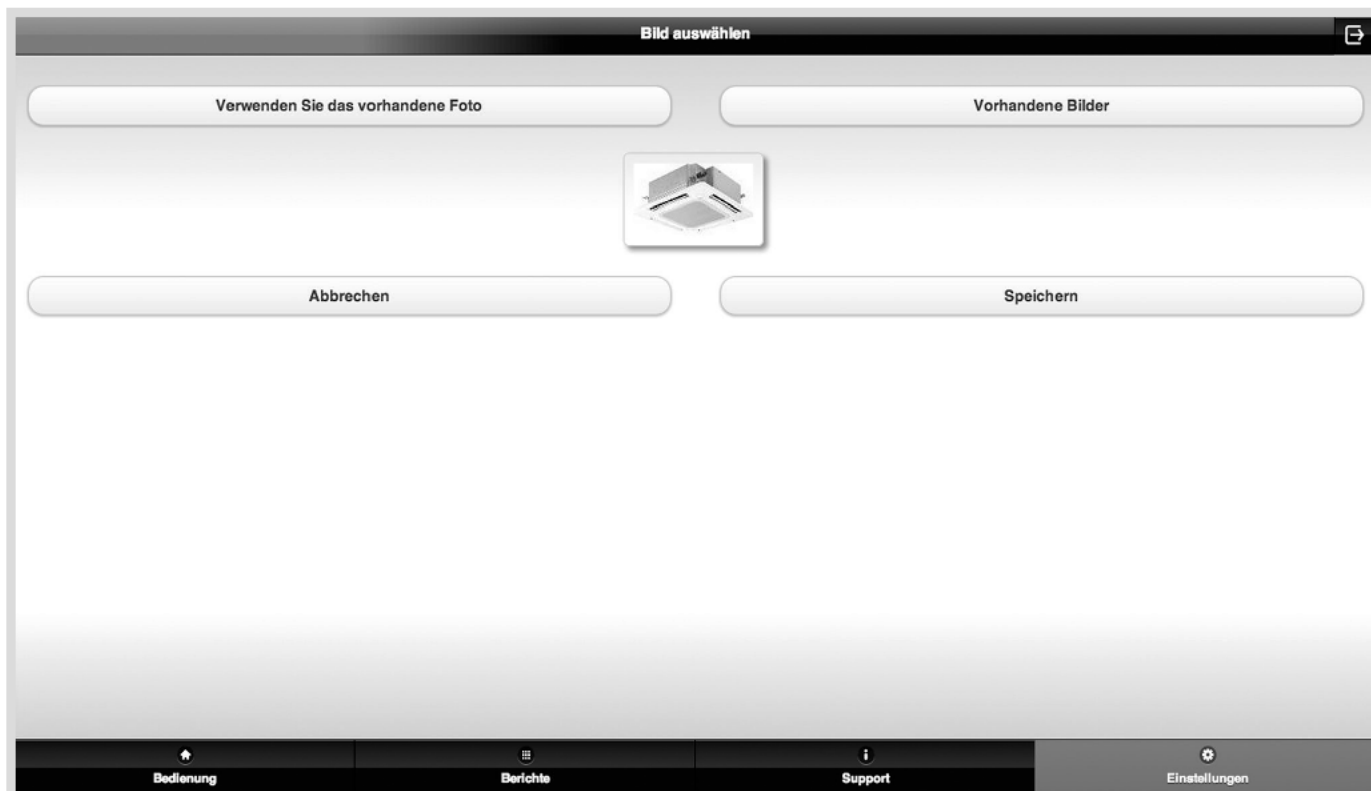 Bild auswählen
Verwenden Sie das vorhandene Foto
Vorhandene Bilder
Abbrechen
Speichern
Bedienung
Berichte
Support
Einstellungen